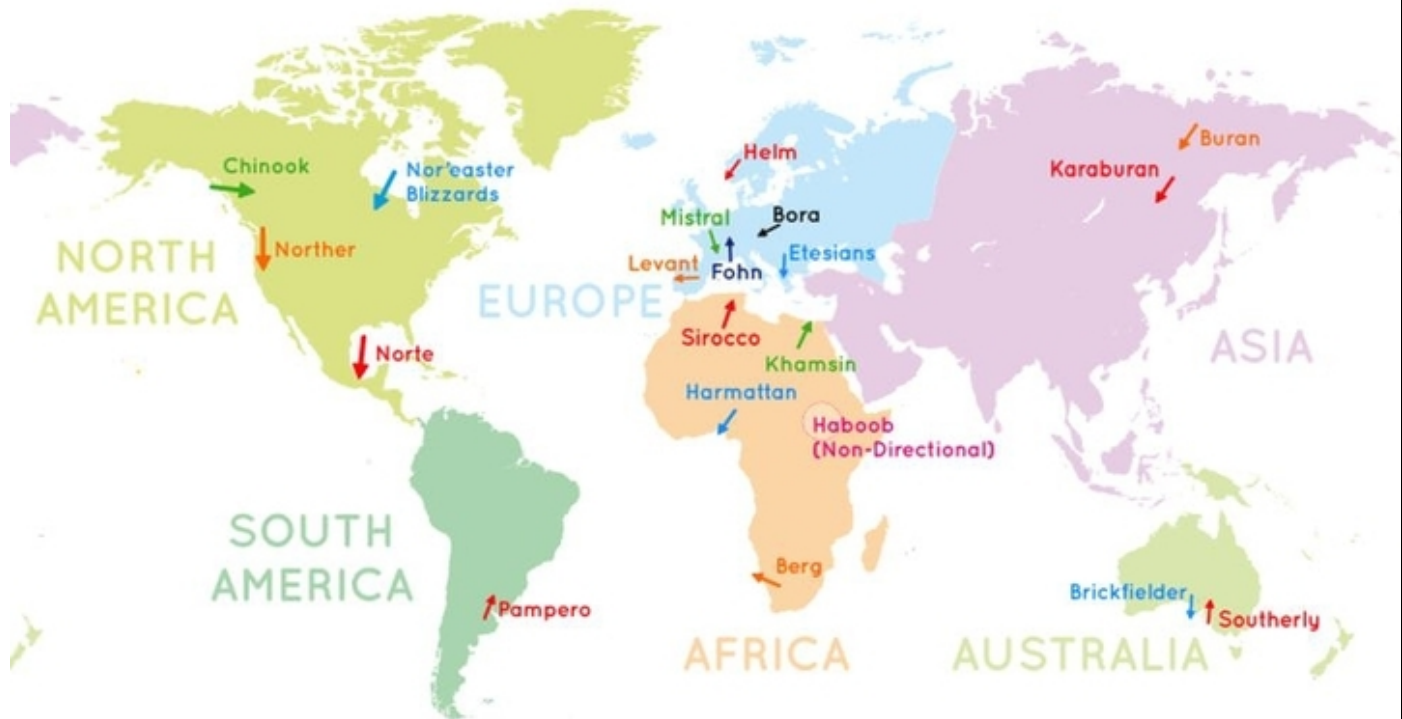 Chinook
Nor'easter
Blizzards
Norther
NORTH
AMERICA
Norte
SOUTH
AMERICA
Pampero
Helm
Mistral
Bora
Levant
Fohn
Etesians
EUROPE
Sirocco
Khamsin
Harmattan
Haboob
(Non-Directional)
Berg
AFRICA
Buran
Karaburan
ASIA
Brickfielder
Southerly
AUSTRALIA